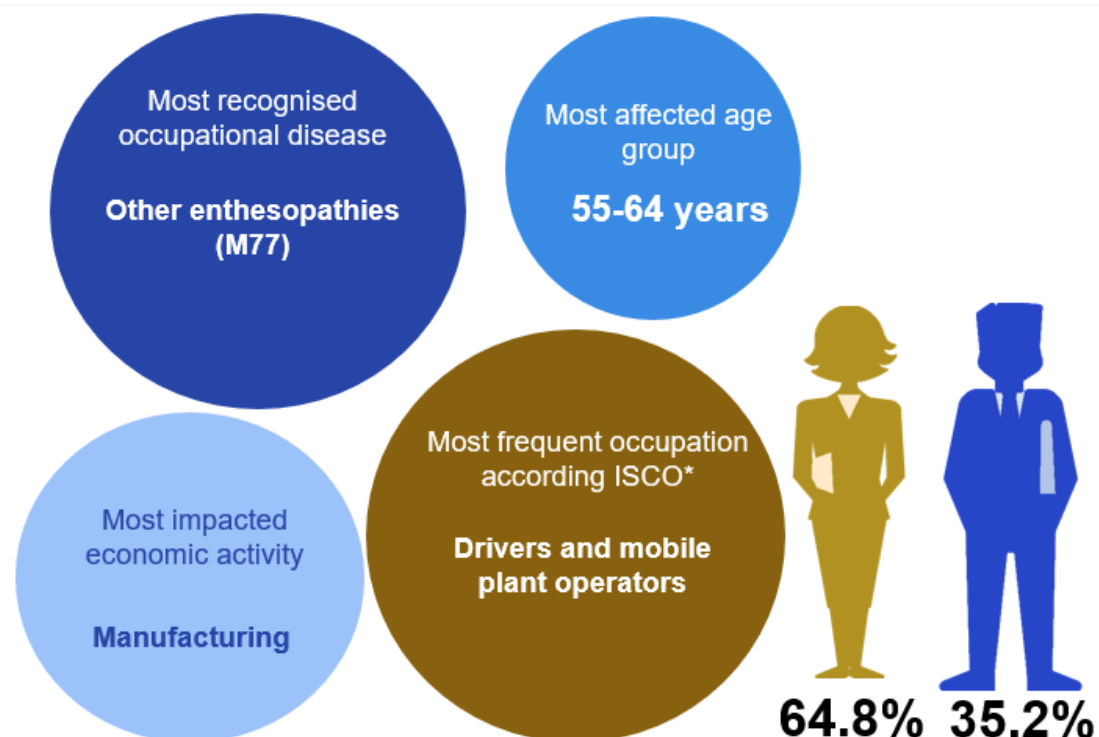 Most recognised
occupational disease
Other enthesopathies
(M77)
Most affected age
group
55-64 years
Most impacted
economic activity
Manufacturing
Most frequent occupation
according ISCO*
Drivers and mobile
plant operators
64.8% 35.2%